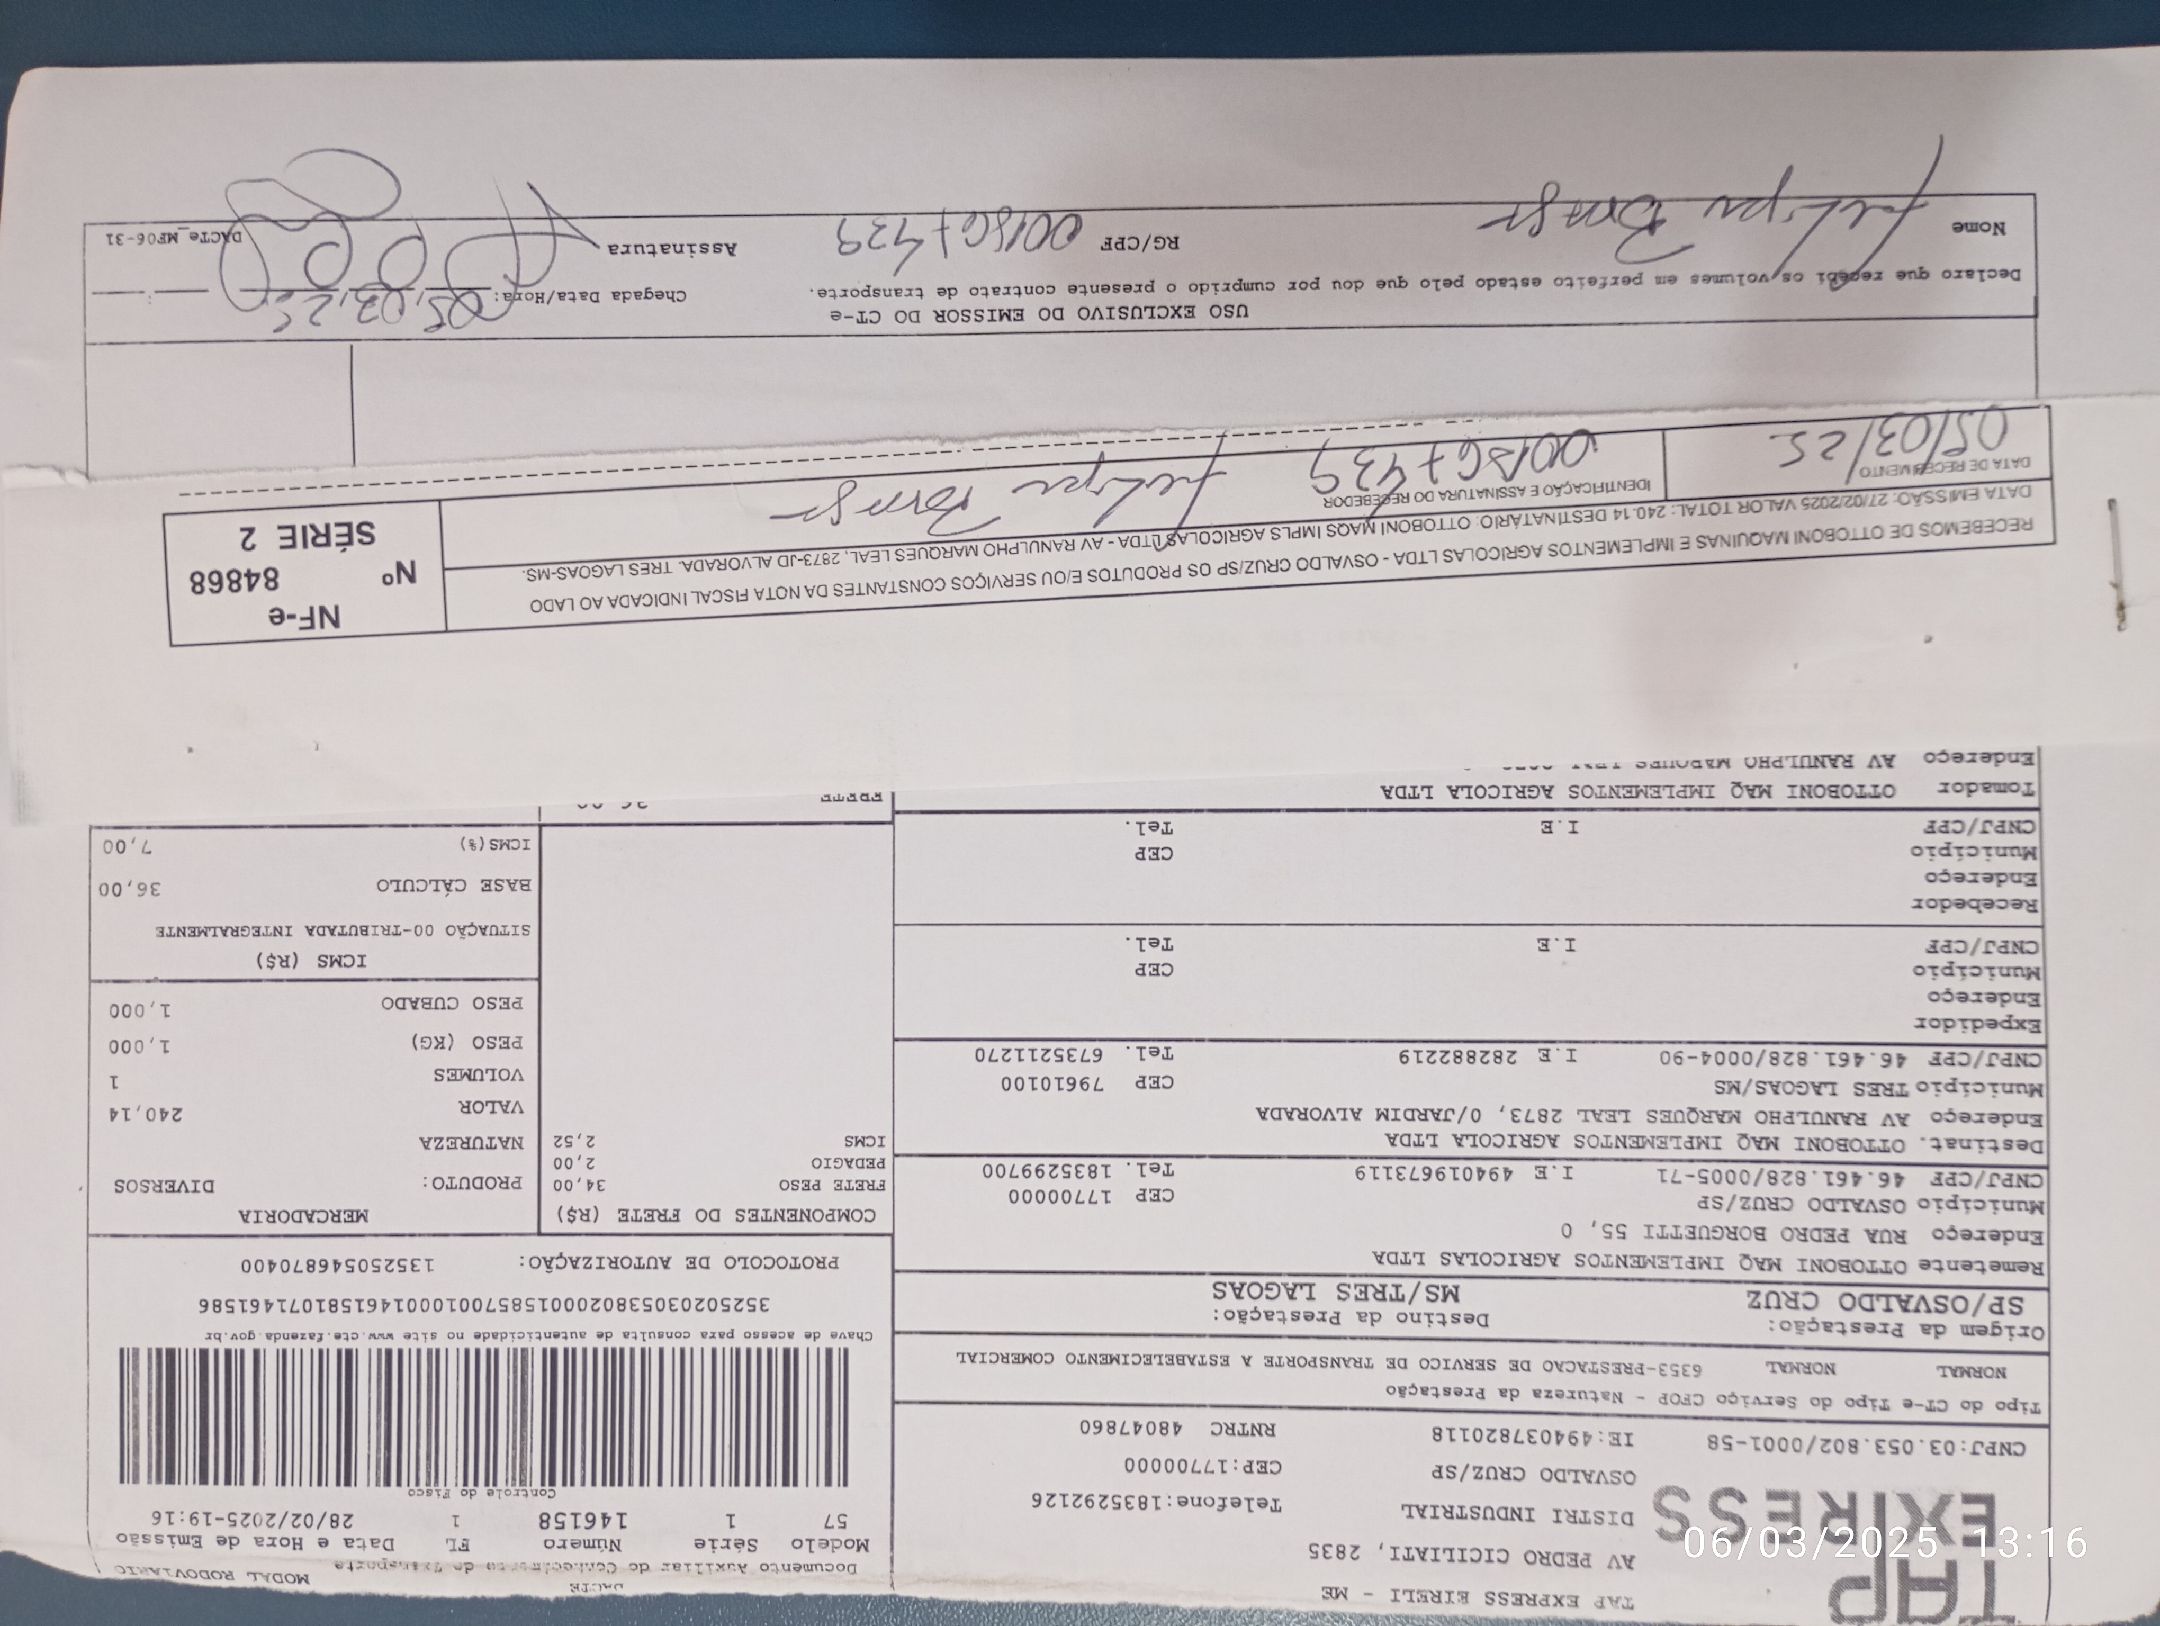 DACTE
TAP EXPRESS EIRELI - ME
Documento Auxiliar do Conhecimento de Transporte MODAL RODOVIARIO
TAP
EXPRESS
AV PEDRO CICILIATI, 2835
Modelo Série Número FL Data e Hora de Emissão
57 1 146158 1 28/02/2025-19:16
DISTRI INDUSTRIAL Telefone:1835292126
Controle do Fisco
OSVALDO CRUZ/SP CEP:17700000
CNPJ:03.053.802/0001-58 IE:494037820118 RNTRC 48047860
Tipo do CT-e Tipo do Serviço CFOP - Natureza da Prestação
NORMAL NORMAL 6353-PRESTACAO DE SERVICO DE TRANSPORTE A ESTABELECIMENTO COMERCIAL
Chave de acesso para consulta de autenticidade no site www.cte.fazenda.gov.br
35250203053802000158570010001461581071461586
Origem da Prestação: Destino da Prestação:
SP/OSVALDO CRUZ MS/TRES LAGOAS
PROTOCOLO DE AUTORIZAÇÃO: 135250546870400
Remetente OTTOBONI MAQ IMPLEMENTOS AGRICOLAS LTDA
Endereço RUA PEDRO BORGUETTI 55, 0
Município OSVALDO CRUZ/SP CEP 17700000
CNPJ/CPF 46.461.828/0005-71 I.E 494019673119 Tel. 1835299700
Destinat. OTTOBONI MAQ IMPLEMENTOS AGRICOLA LTDA
Endereço AV RANULPHO MARQUES LEAL 2873, 0/JARDIM ALVORADA
Município TRES LAGOAS/MS CEP 79610100
CNPJ/CPF 46.461.828/0004-90 I.E 282882219 Tel. 6735211270
Expedidor
Endereço
Município CEP
CNPJ/CPF I.E Tel.
Recebedor
Endereço
Município CEP
CNPJ/CPF I.E Tel.
Tomador OTTOBONI MAQ IMPLEMENTOS AGRICOLA LTDA
Endereço AV RANULPHO MARQUES LEAL
COMPONENTES DO FRETE (R$)
FRETE PESO 34,00
PEDAGIO 2,00
ICMS 2,52
FRETE 36,00
MERCADORIA
PRODUTO: DIVERSOS
NATUREZA
VALOR 240,14
VOLUMES 1
PESO (KG) 1,000
PESO CUBADO 1,000
ICMS (R$)
SITUAÇÃO 00-TRIBUTADA INTEGRALMENTE
BASE CÁLCULO 36,00
ICMS(%) 7,00
RECEBEMOS DE OTTOBONI MAQUINAS E IMPLEMENTOS AGRICOLAS LTDA - OSVALDO CRUZ/SP OS PRODUTOS E/OU SERVIÇOS CONSTANTES DA NOTA FISCAL INDICADA AO LADO
DATA EMISSÃO: 27/02/2025 VALOR TOTAL: 240.14 DESTINATÁRIO: OTTOBONI MAQS IMPLS AGRICOLAS LTDA - AV RANULPHO MARQUES LEAL, 2873-JD ALVORADA. TRES LAGOAS-MS.
DATA DE RECEBIMENTO
05/03/25
IDENTIFICAÇÃO E ASSINATURA DO RECEBEDOR
NF-e
Nº 84868
SÉRIE 2
USO EXCLUSIVO DO EMISSOR DO CT-e
Declaro que recebi os volumes em perfeito estado pelo que dou por cumprido o presente contrato de transporte.
Chegada Data/Hora: 05/03/25
Nome
RG/CPF
Assinatura
DACTe_MF06-31
06/03/2025 13:16